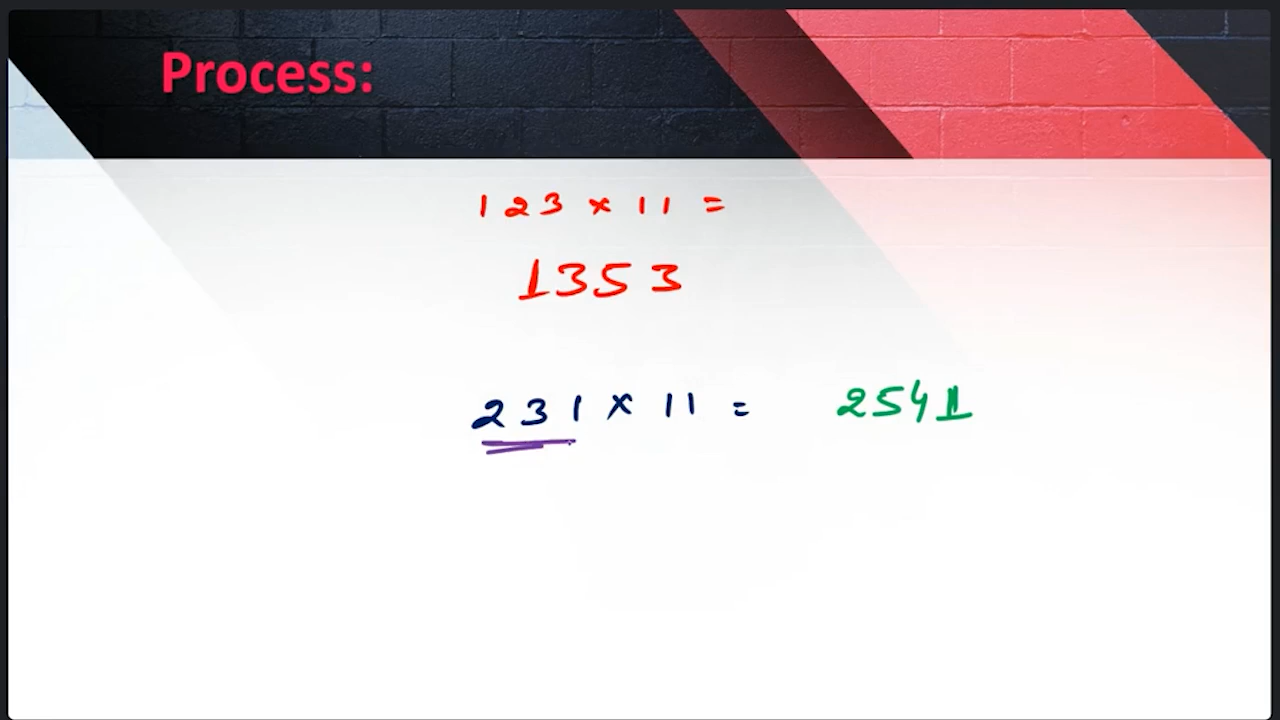 Process:
123 × 11 =
1353
231 × 11 = 2541